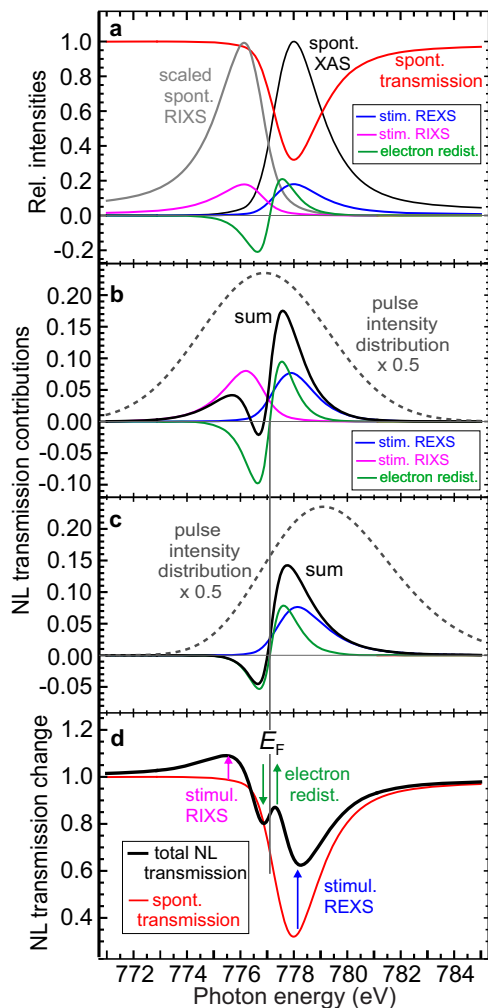 a
Rel. intensities
1.0
0.8
0.6
0.4
0.2
0.0
-0.2
scaled
spont.
RIXS
spont.
XAS
spont.
transmission
stim. REXS
stim. RIXS
electron redist.
b
NL transmission contributions
0.20
0.15
0.10
0.05
0.00
-0.05
-0.10
sum
pulse
intensity
distribution
x 0.5
stim. REXS
stim. RIXS
electron redist.
c
0.20
0.15
0.10
0.05
0.00
-0.05
pulse
intensity
distribution
x 0.5
sum
d
NL transmission change
1.2
1.0
0.8
0.6
0.4
EF
stimul.
RIXS
electron
redist.
total NL
transmission
spont.
transmission
stimul.
REXS
772 774 776 778 780 782 784
Photon energy (eV)